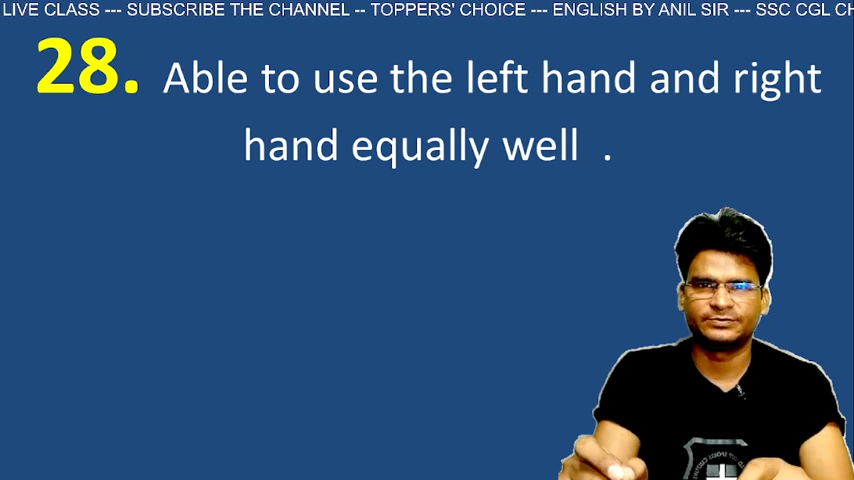 LIVE CLASS --- SUBSCRIBE THE CHANNEL -- TOPPERS' CHOICE --- ENGLISH BY ANIL SIR --- SSC CGL CH
28. Able to use the left hand and right
hand equally well .